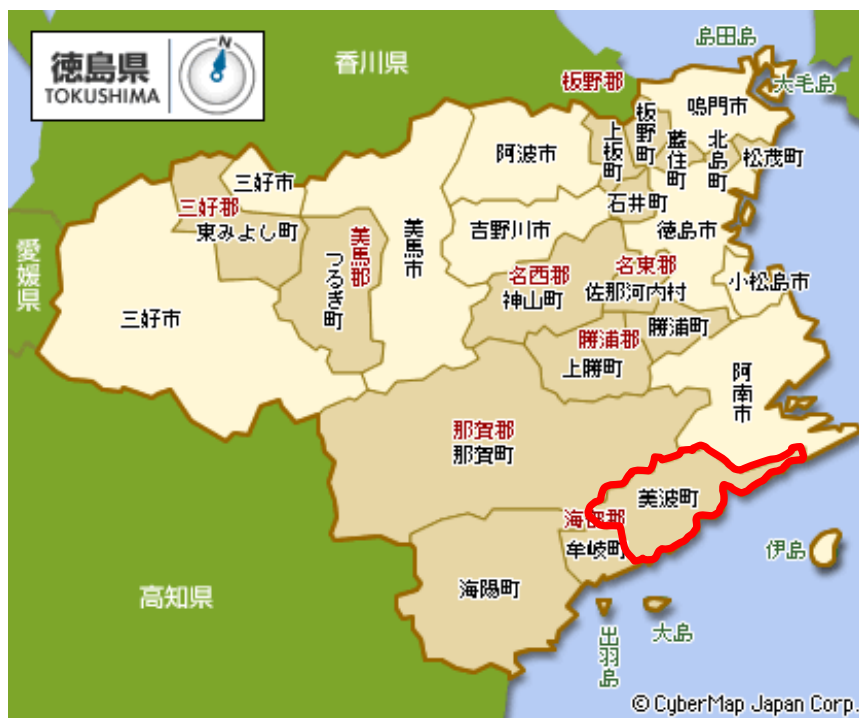 徳島県
TOKUSHIMA
N
香川県
島田島
大毛島
板野郡
鳴門市
板野町
上板町
藍住町
北島町
松茂町
阿波市
三好市
三好郡
東みよし町
石井町
吉野川市
徳島市
美馬郡
つるぎ町
美馬市
愛媛県
名西郡
神山町
名東郡
佐那河内村
小松島市
三好市
勝浦郡
勝浦町
上勝町
阿南市
那賀郡
那賀町
美波町
海部郡
牟岐町
伊島
海陽町
高知県
出羽島
大島
© CyberMap Japan Corp.